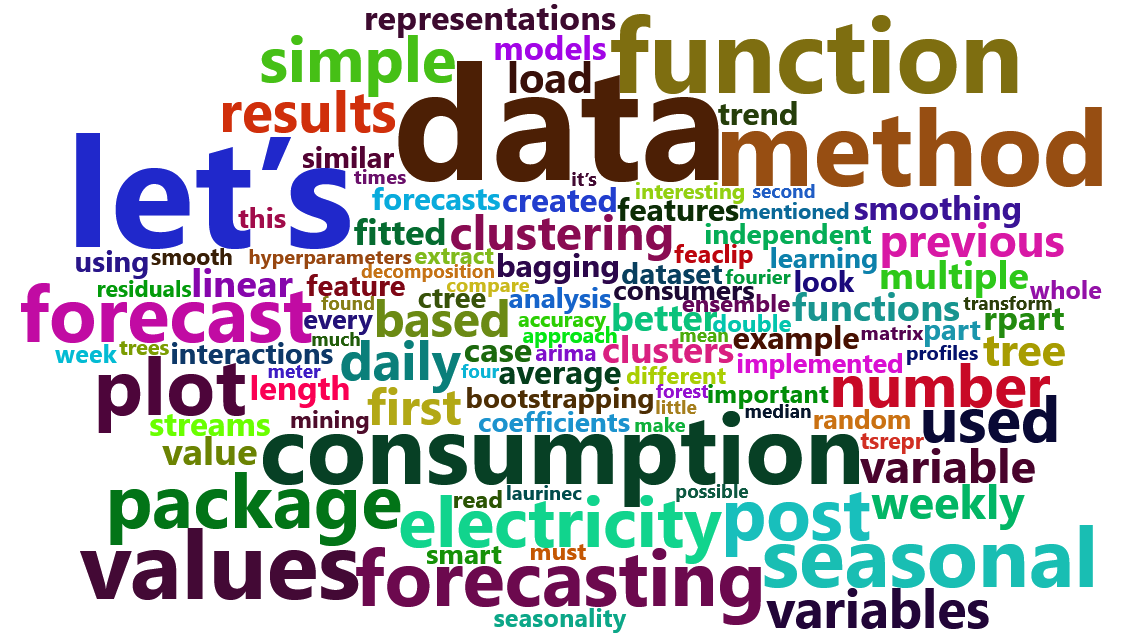 representations
simple models function
load
results data trend
method
let's similar
times it's interesting second
forecasts created features mentioned smoothing
this fitted clustering independent previous
using smooth hyperparameters extract bagging feaclip learning
decomposition dataset fourier look multiple
residuals linear feature compare consumers whole
forecast found ctree analysis ensemble functions transform
every based accuracy better double rpart
much approach mean example matrix part
week trees interactions daily case arima clusters implemented profiles tree
plot meter four average different
length first bootstrapping forest important number
little
streams mining coefficients make median random used
value consumption tsrepr variable
package read laurinec possible weekly
electricity post
values smart must seasonal
forecasting
seasonality variables